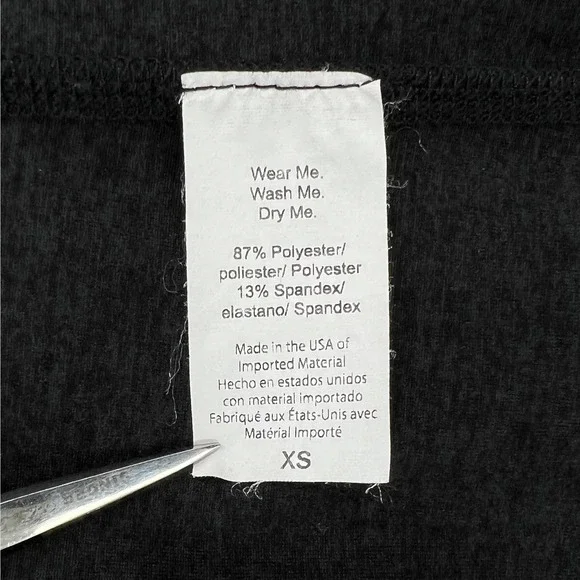 Wear Me.
Wash Me.
Dry Me.
87% Polyester/
poliester/ Polyester
13% Spandex/
elastano/ Spandex
Made in the USA of
Imported Material
Hecho en estados unidos
con material importado
Fabriqué aux États-Unis avec
Matérial Importé
XS